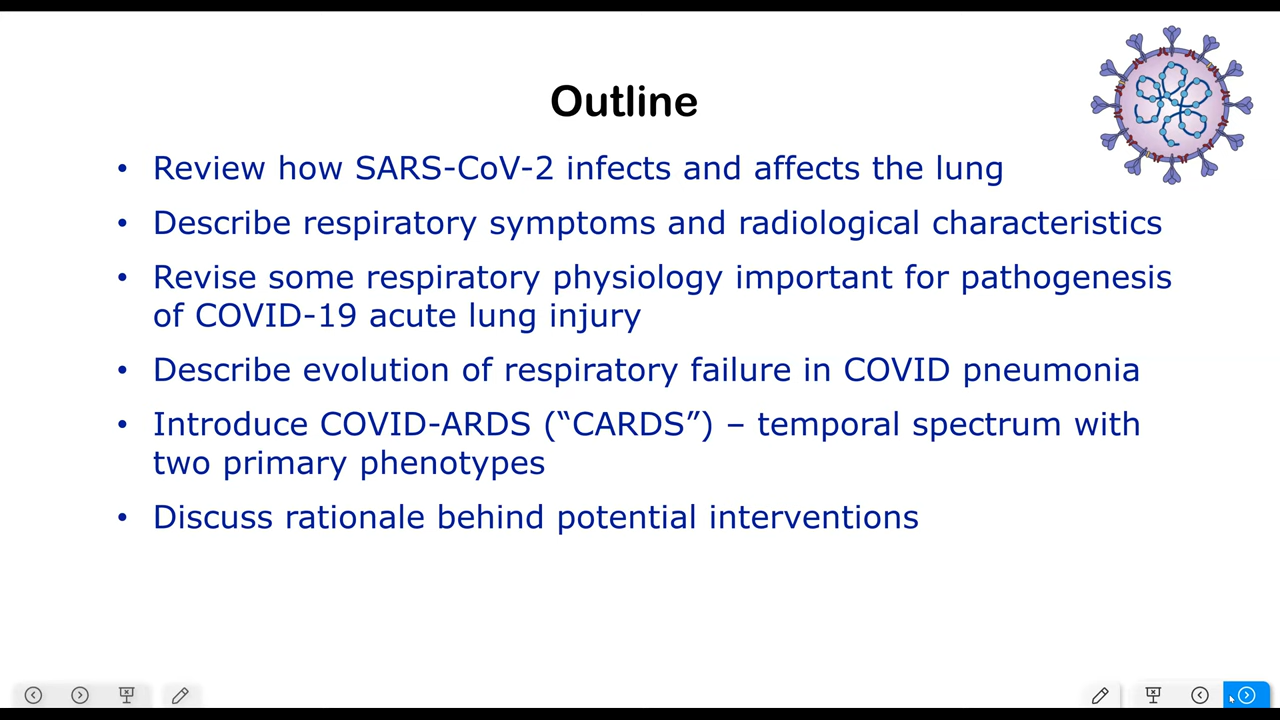 Outline
• Review how SARS-CoV-2 infects and affects the lung
• Describe respiratory symptoms and radiological characteristics
• Revise some respiratory physiology important for pathogenesis
of COVID-19 acute lung injury
• Describe evolution of respiratory failure in COVID pneumonia
• Introduce COVID-ARDS (“CARDS”) – temporal spectrum with
two primary phenotypes
• Discuss rationale behind potential interventions